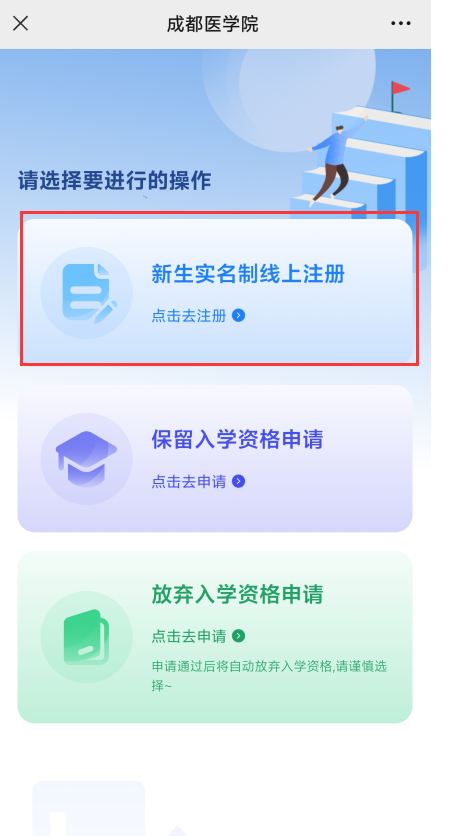 成都医学院
请选择要进行的操作
新生实名制线上注册
点击去注册
保留入学资格申请
点击去申请
放弃入学资格申请
点击去申请
申请通过后将自动放弃入学资格,请谨慎选
择~